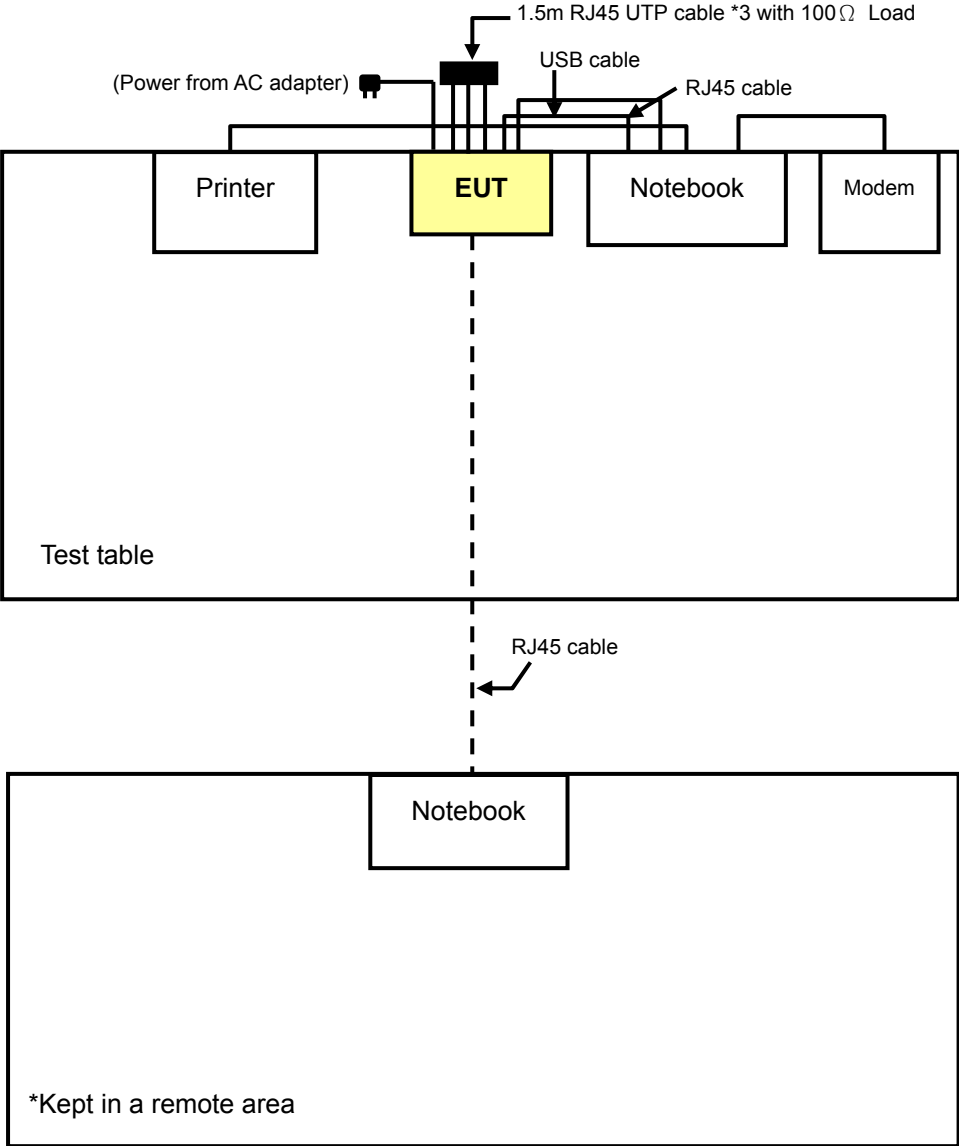 1.5m RJ45 UTP cable *3 with 100Ω Load
USB cable
(Power from AC adapter)
RJ45 cable
Printer
EUT
Notebook
Modem
Test table
RJ45 cable
Notebook
*Kept in a remote area